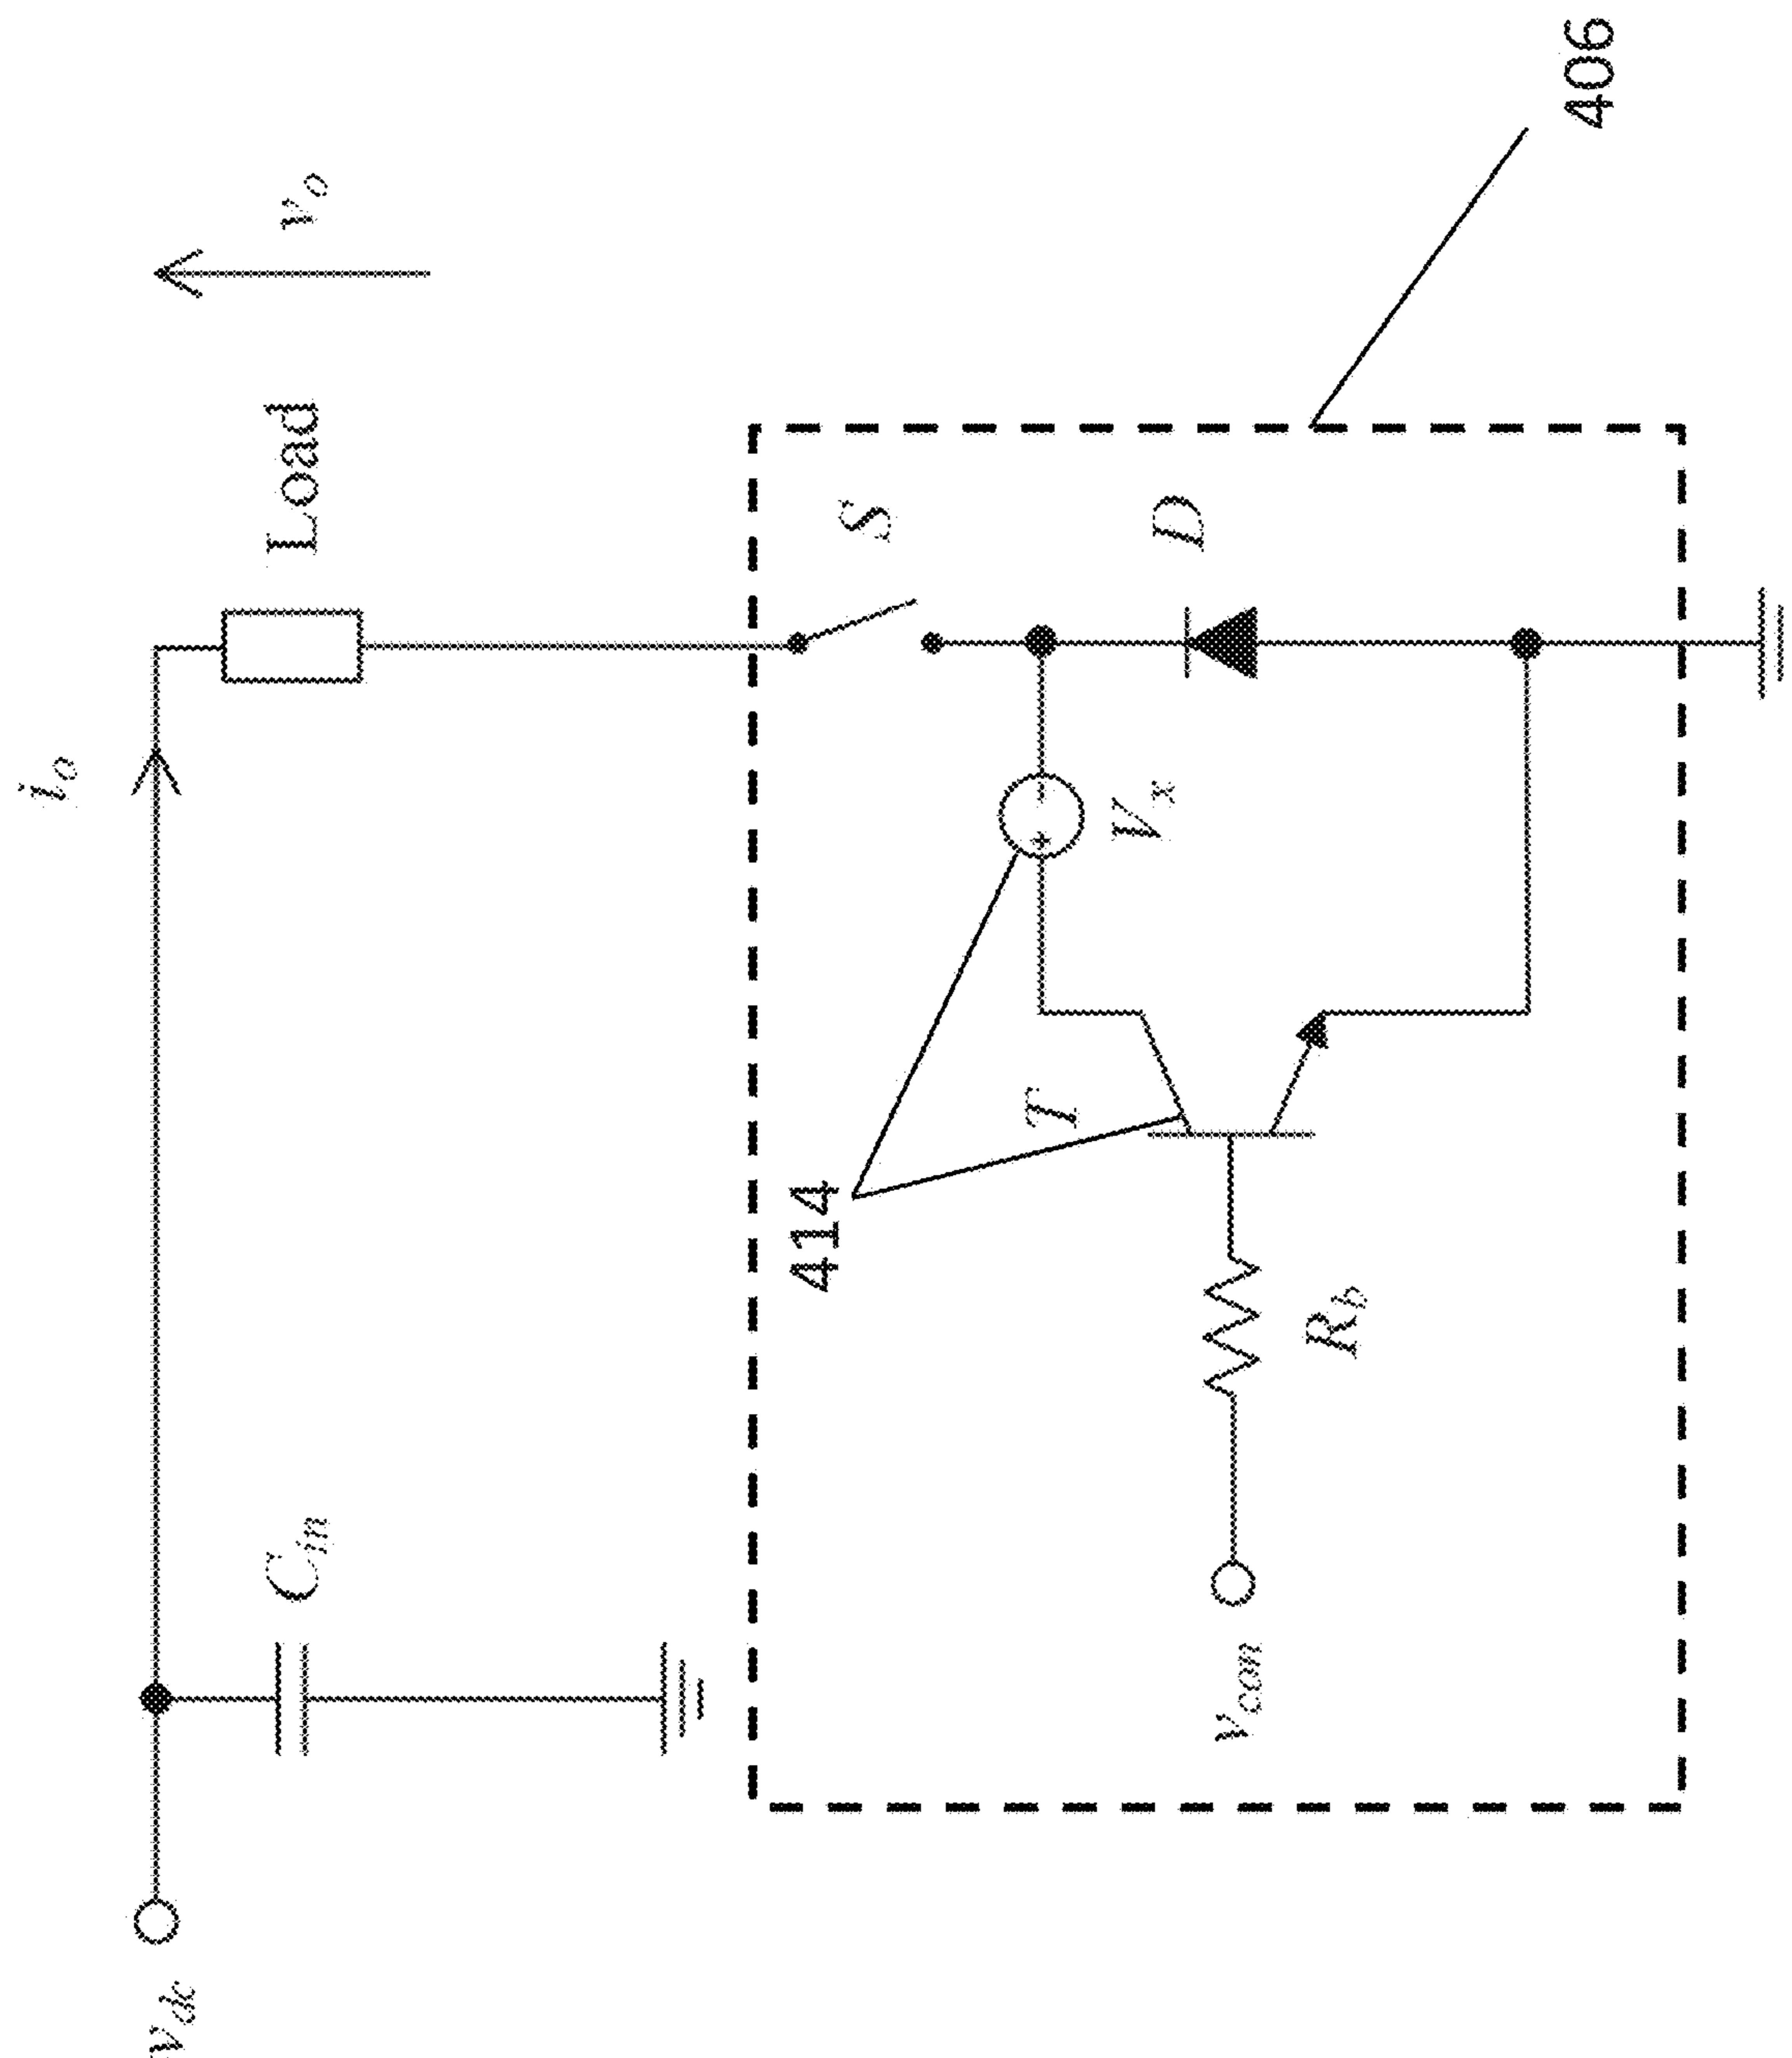 v_dc
C_in
i_o
Load
v_o
414
T
V_x
S
D
R_b
v_con
406
+